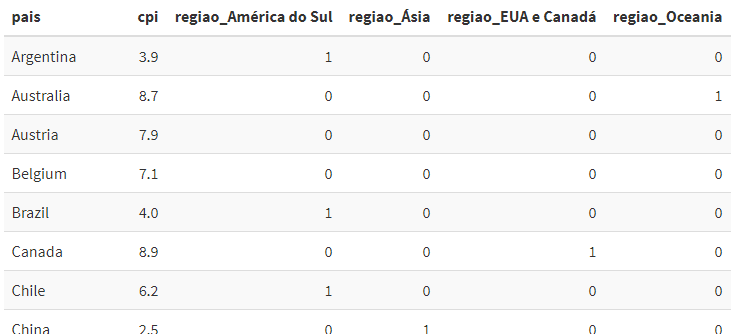 pais cpi regiao_América do Sul regiao_Ásia regiao_EUA e Canadá regiao_Oceania
Argentina 3.9 1 0 0 0
Australia 8.7 0 0 0 1
Austria 7.9 0 0 0 0
Belgium 7.1 0 0 0 0
Brazil 4.0 1 0 0 0
Canada 8.9 0 0 1 0
Chile 6.2 1 0 0 0
China 2.5 0 1 0 0